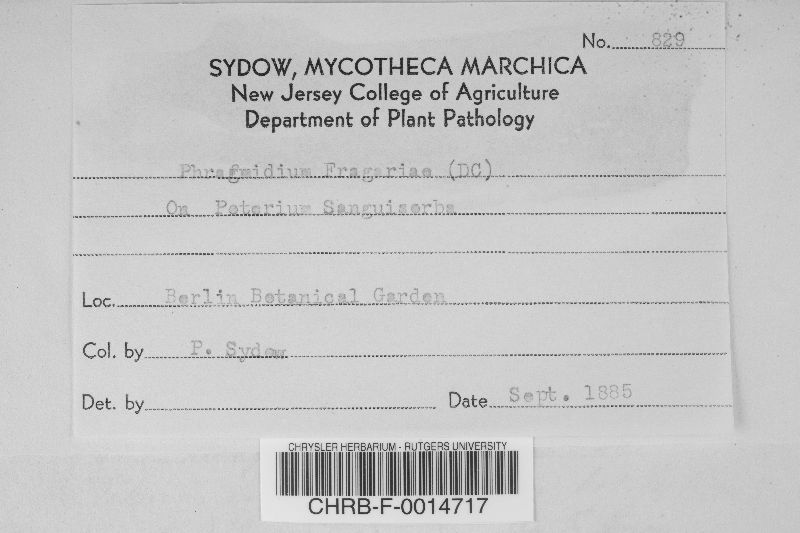 No. 829
SYDOW, MYCOTHECA MARCHICA
New Jersey College of Agriculture
Department of Plant Pathology
Phragmidium Fragariae (DC)
On Poterium Sanguisorba
Loc. Berlin Botanical Garden
Col. by P. Sydow
Det. by
Date Sept. 1885
CHRYSLER HERBARIUM - RUTGERS UNIVERSITY
CHRB-F-0014717